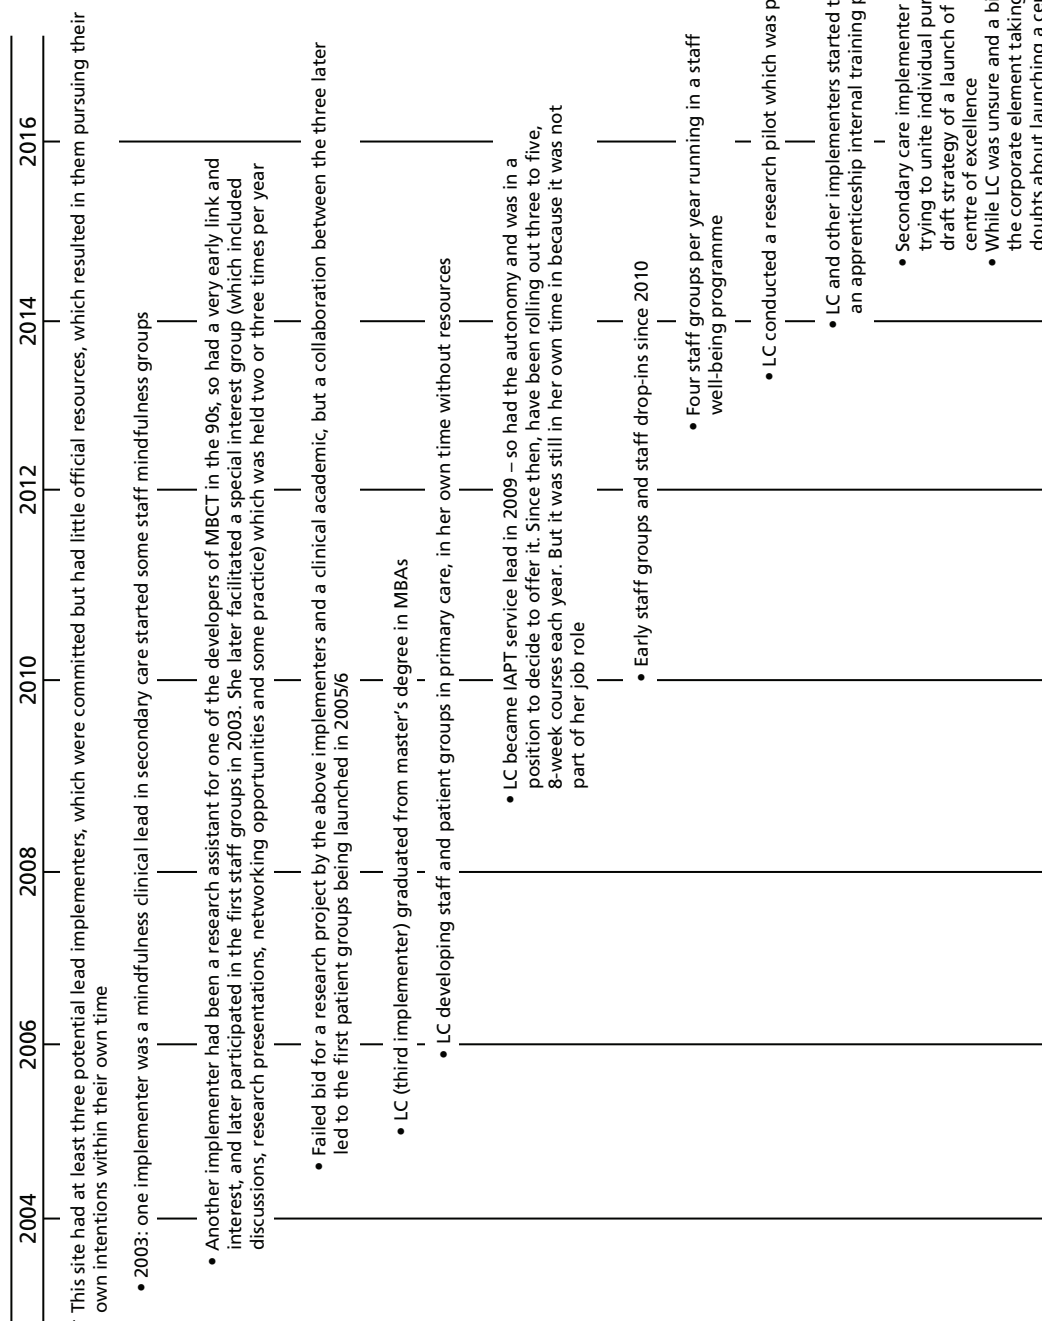 2004 2006 2008 2010 2012 2014 2016
This site had at least three potential lead implementers, which were committed but had little official resources, which resulted in them pursuing their
own intentions within their own time
• 2003: one implementer was a mindfulness clinical lead in secondary care started some staff mindfulness groups
• Another implementer had been a research assistant for one of the developers of MBCT in the 90s, so had a very early link and
interest, and later participated in the first staff groups in 2003. She later facilitated a special interest group (which included
discussions, research presentations, networking opportunities and some practice) which was held two or three times per year
• Failed bid for a research project by the above implementers and a clinical academic, but a collaboration between the three later
led to the first patient groups being launched in 2005/6
• LC (third implementer) graduated from master's degree in MBAs
• LC developing staff and patient groups in primary care, in her own time without resources
• LC became IAPT service lead in 2009 – so had the autonomy and was in a
position to decide to offer it. Since then, have been rolling out three to five,
8-week courses each year. But it was still in her own time in because it was not
part of her job role
• Early staff groups and staff drop-ins since 2010
• Four staff groups per year running in a staff
well-being programme
• LC conducted a research pilot which was
• LC and other implementers started
an apprenticeship internal training
• Secondary care implementer
trying to unite individual
draft strategy of a launch of
centre of excellence
• While LC was unsure and a
the corporate element taking
doubts about launching a